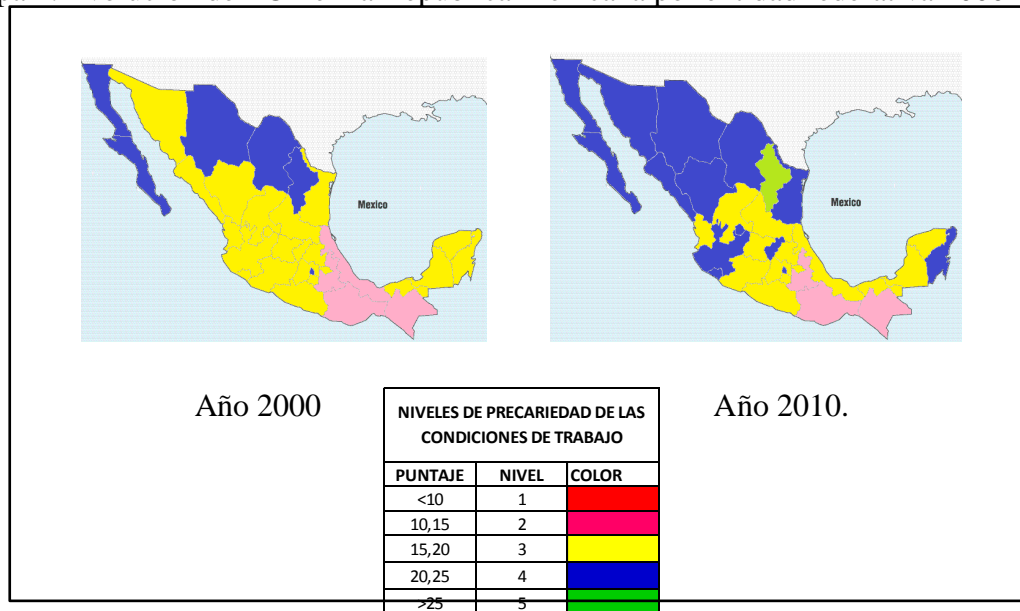 Mexico
Mexico
Año 2000
Año 2010.
NIVELES DE PRECARIEDAD DE LAS
CONDICIONES DE TRABAJO
PUNTAJE NIVEL COLOR
<10 1
10,15 2
15,20 3
20,25 4
>25 5